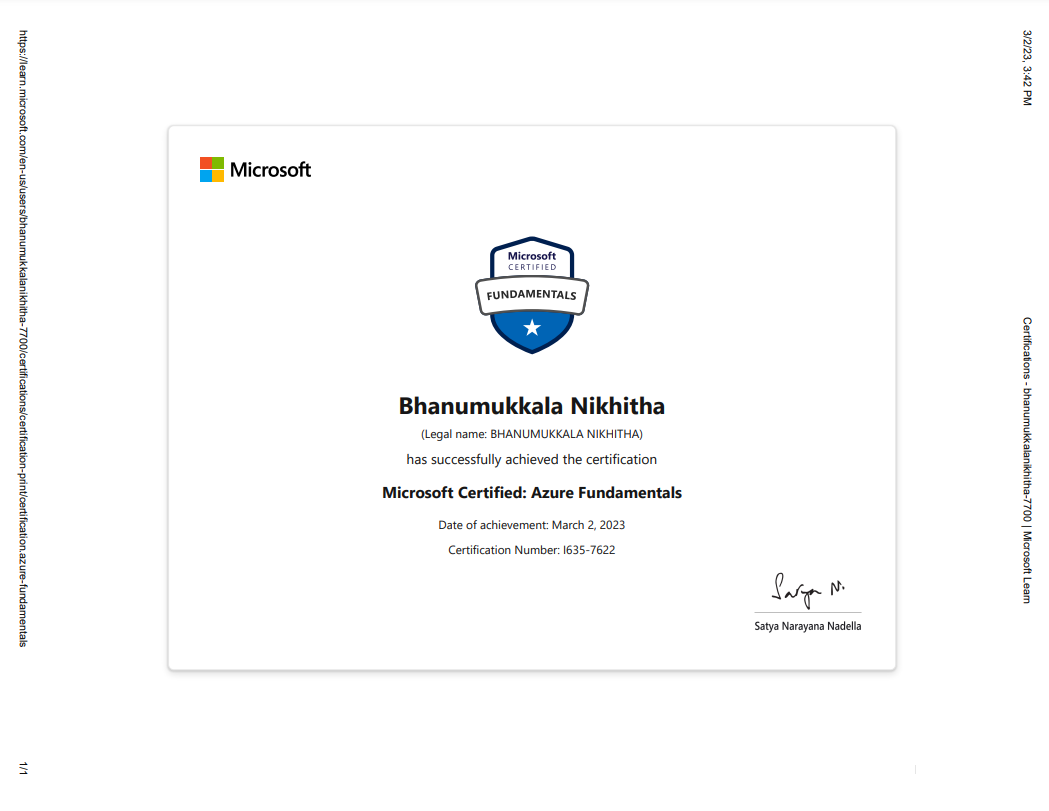 3/2/23, 3:42 PM
Certifications - bhanumukkalanikhitha-7700 | Microsoft Learn
Microsoft
Microsoft
CERTIFIED
FUNDAMENTALS
Bhanumukkala Nikhitha
(Legal name: BHANUMUKKALA NIKHITHA)
has successfully achieved the certification
Microsoft Certified: Azure Fundamentals
Date of achievement: March 2, 2023
Certification Number: I635-7622
Satya N.
Satya Narayana Nadella
https://learn.microsoft.com/en-us/users/bhanumukkalanikhitha-7700/certifications/certification-print/certification.azure-fundamentals
1/1